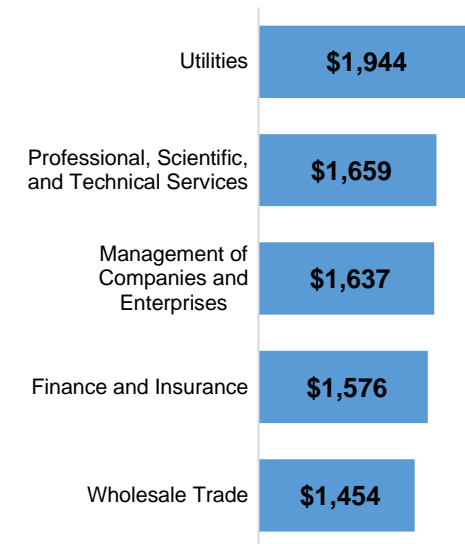 Utilities
$1,944
Professional, Scientific,
and Technical Services
$1,659
Management of
Companies and
Enterprises
$1,637
Finance and Insurance
$1,576
Wholesale Trade
$1,454